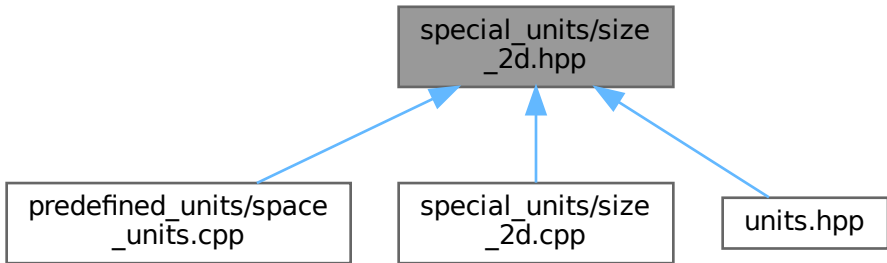 special_units/size
_2d.hpp
predefined_units/space
_units.cpp
special_units/size
_2d.cpp
units.hpp